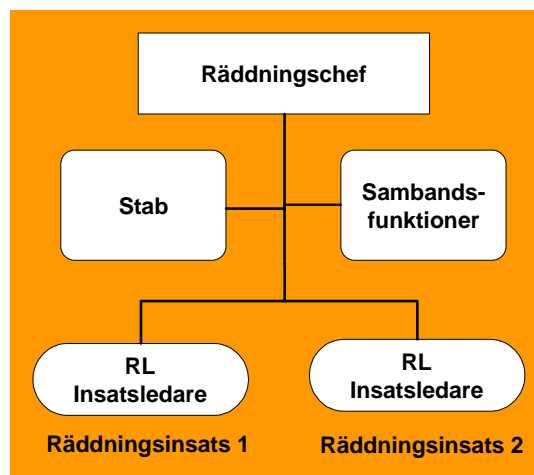 Räddningschef
Stab
Sambands-
funktioner
RL
Insatsledare
RL
Insatsledare
Räddningsinsats 1
Räddningsinsats 2